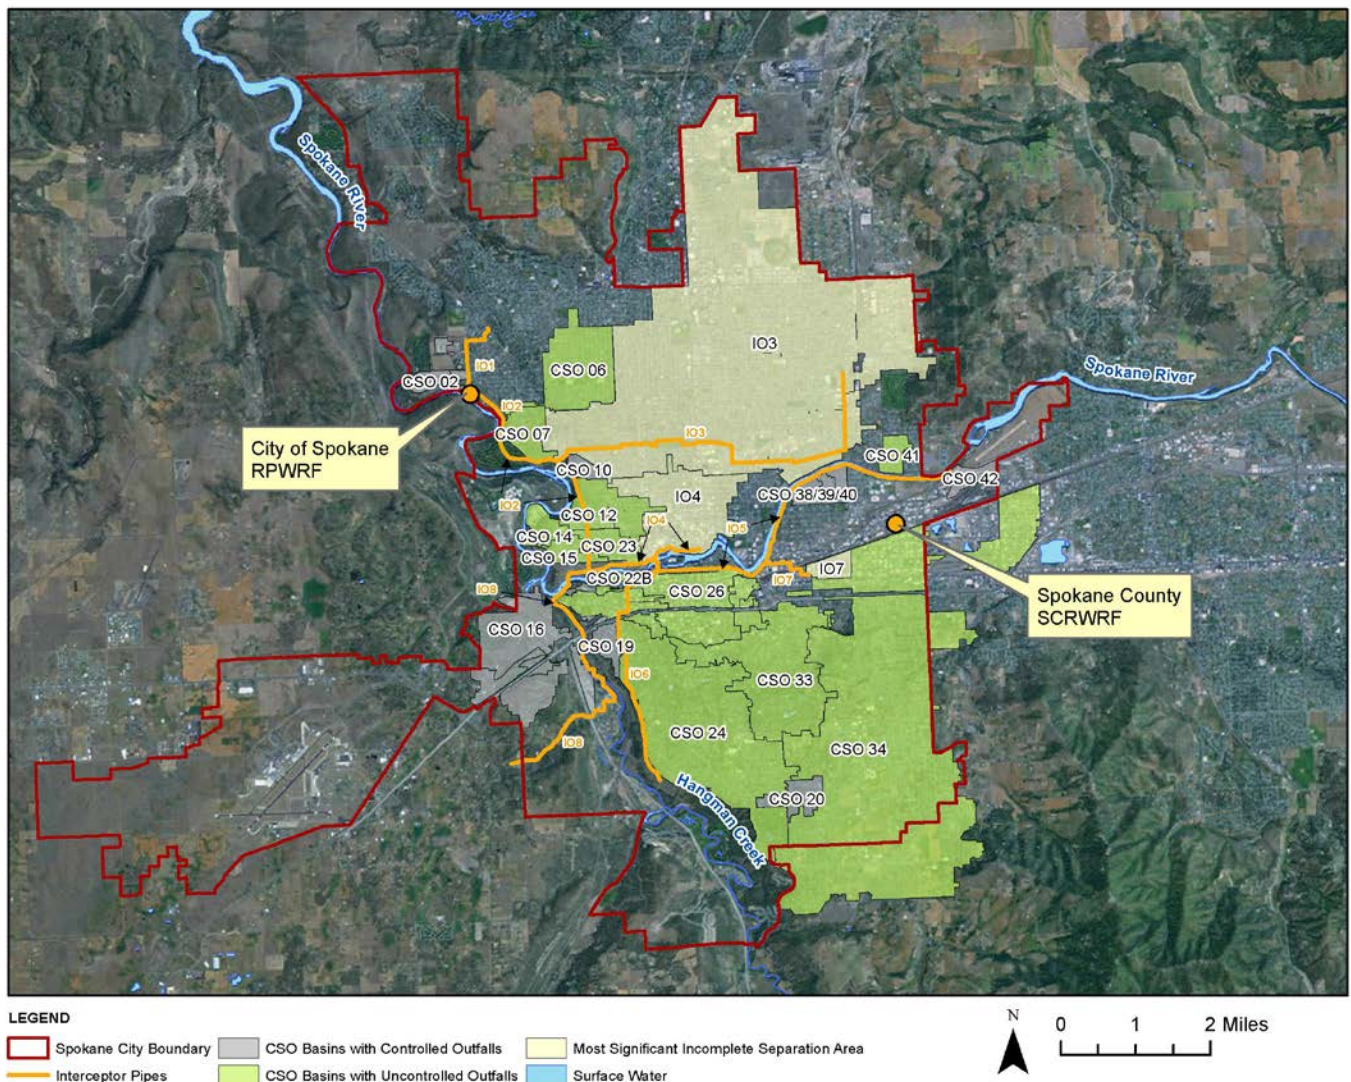 Spokane River
IO3
Spokane River
IO1
CSO 02
CSO 06
IO2
City of Spokane
RPWRF
CSO 07
IO3
CSO 41
CSO 10
CSO 42
IO2
IO4
CSO 38/39/40
CSO 12
IO4
IO5
CSO 14
CSO 23
CSO 15
IO7
IO7
CSO 22B
IO8
CSO 26
Spokane County
SCRWRF
CSO 16
CSO 19
IO6
CSO 33
CSO 24
IO8
CSO 34
CSO 20
Hangman Creek
LEGEND
Spokane City Boundary
CSO Basins with Controlled Outfalls
Most Significant Incomplete Separation Area
Interceptor Pipes
CSO Basins with Uncontrolled Outfalls
Surface Water
N
0 1 2 Miles